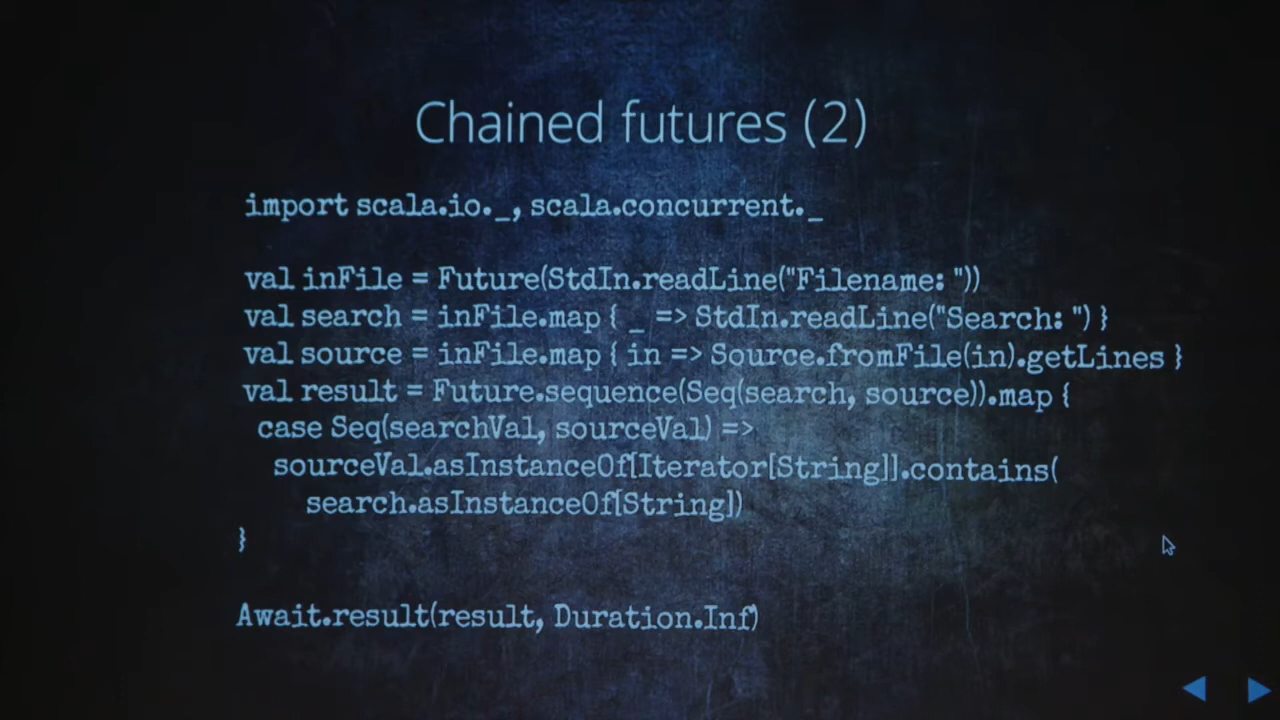 Chained futures (2)
import scala.io._, scala.concurrent._
val inFile = Future(StdIn.readLine("Filename: "))
val search = inFile.map { _ => StdIn.readLine("Search: ") }
val source = inFile.map { in => Source.fromFile(in).getLines }
val result = Future.sequence(Seq(search, source)).map {
case Seq(searchVal, sourceVal) =>
sourceVal.asInstanceOf[Iterator[String]].contains(
search.asInstanceOf[String])
}
Await.result(result, Duration.Inf)